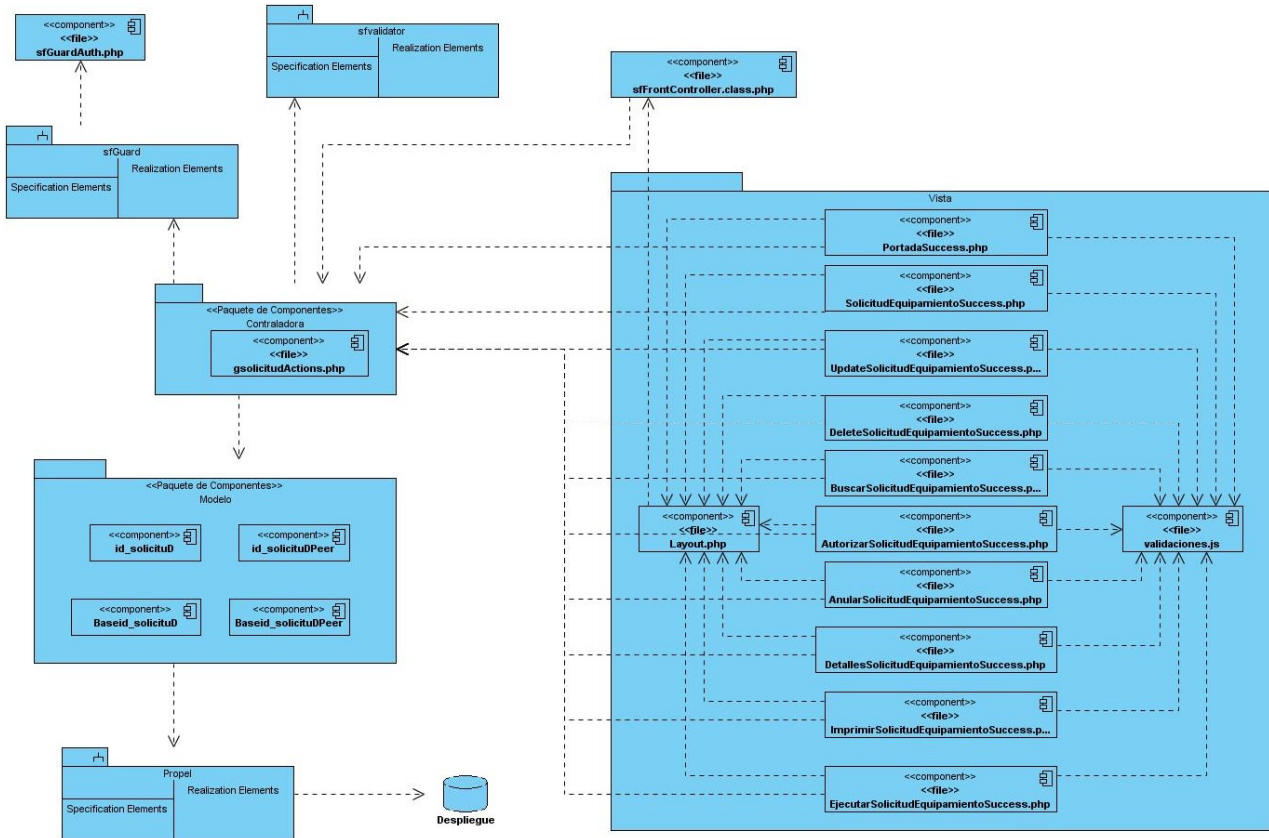 <<component>>
<<file>>
sfGuardAuth.php
sfvalidator
Realization Elements
Specification Elements
<<component>>
<<file>>
sfFrontController.class.php
sfGuard
Realization Elements
Specification Elements
<<Paquete de Componentes>>
Contraladora
<<component>>
<<file>>
gsolicitudActions.php
<<Paquete de Componentes>>
Modelo
<<component>>
id_solicituD
<<component>>
id_solicituDPeer
<<component>>
Baseid_solicituD
<<component>>
Baseid_solicituDPeer
Propel
Realization Elements
Specification Elements
Despliegue
Vista
<<component>>
<<file>>
PortadaSuccess.php
<<component>>
<<file>>
SolicitudEquipamientoSuccess.php
<<component>>
<<file>>
UpdateSolicitudEquipamientoSuccess.p...
<<component>>
<<file>>
DeleteSolicitudEquipamientoSuccess.php
<<component>>
<<file>>
BuscarSolicitudEquipamientoSuccess.p...
<<component>>
<<file>>
Layout.php
<<component>>
<<file>>
AutorizarSolicitudEquipamientoSuccess.php
<<component>>
<<file>>
validaciones.js
<<component>>
<<file>>
AnularSolicitudEquipamientoSuccess.php
<<component>>
<<file>>
DetallesSolicitudEquipamientoSuccess.php
<<component>>
<<file>>
ImprimirSolicitudEquipamientoSuccess.p...
<<component>>
<<file>>
EjecutarSolicitudEquipamientoSuccess.php